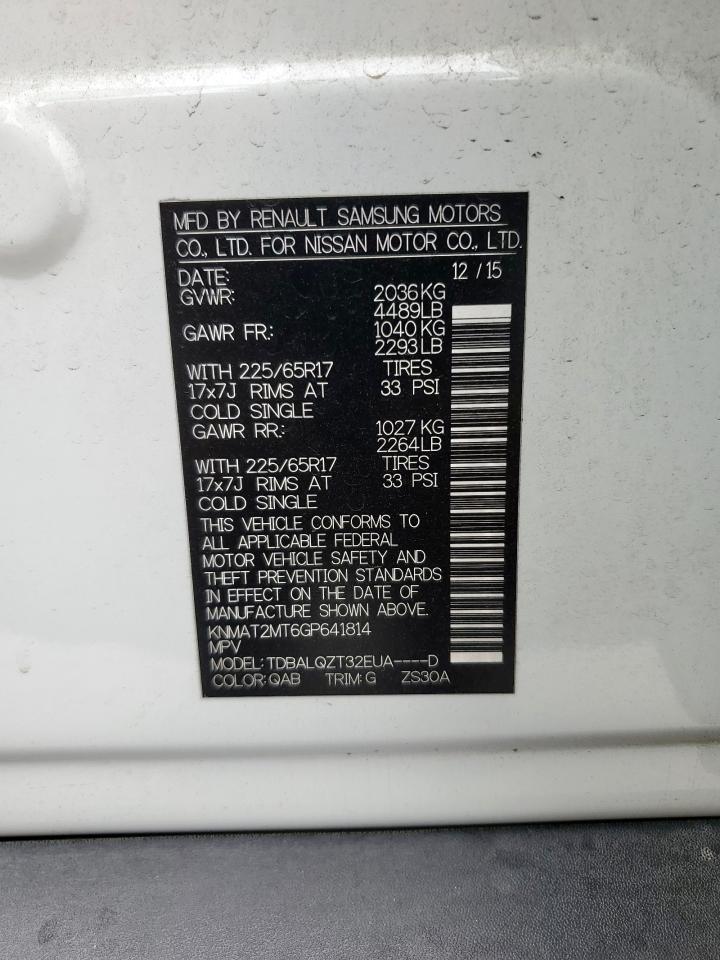 MFD BY RENAULT SAMSUNG MOTORS
CO., LTD. FOR NISSAN MOTOR CO., LTD.
DATE: 12 / 15
GVWR: 2036 KG
4489 LB
GAWR FR.: 1040 KG
2293 LB
WITH 225/65R17 TIRES
17x7J RIMS AT 33 PSI
COLD SINGLE
GAWR RR.: 1027 KG
2264 LB
WITH 225/65R17 TIRES
17x7J RIMS AT 33 PSI
COLD SINGLE
THIS VEHICLE CONFORMS TO
ALL APPLICABLE FEDERAL
MOTOR VEHICLE SAFETY AND
THEFT PREVENTION STANDARDS
IN EFFECT ON THE DATE OF
MANUFACTURE SHOWN ABOVE.
KNMAT2MT6GP641814
MPV
MODEL: TDBALQZT32EUA----D
COLOR: QAB TRIM: G ZS30A